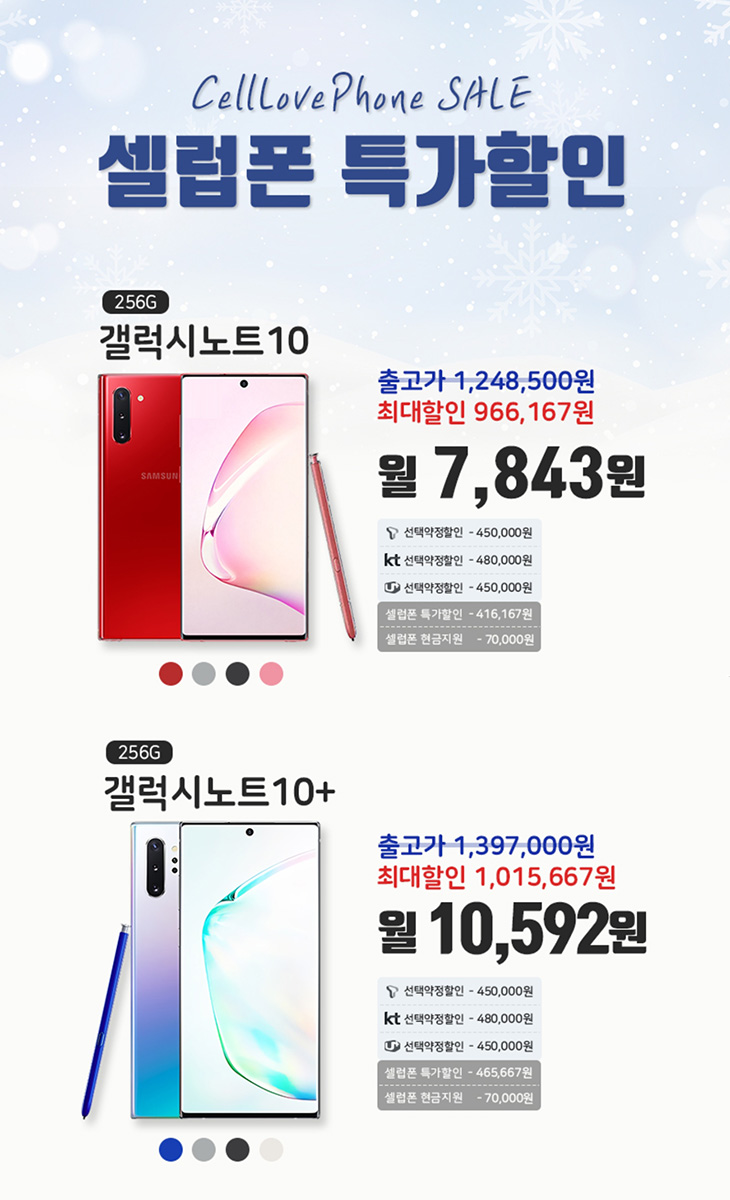 CellLovePhone SALE
셀럽폰 특가할인
256G
갤럭시노트10
출고가 1,248,500원
최대할인 966,167원
월 7,843원
SAMSUN
선택약정할인 - 450,000원
kt 선택약정할인 - 480,000원
선택약정할인 - 450,000원
셀럽폰 특가할인 - 416,167원
셀럽폰 현금지원 - 70,000원
256G
갤럭시노트10+
출고가 1,397,000원
최대할인 1,015,667원
월 10,592원
선택약정할인 - 450,000원
kt 선택약정할인 - 480,000원
선택약정할인 - 450,000원
셀럽폰 특가할인 - 465,667원
셀럽폰 현금지원 - 70,000원